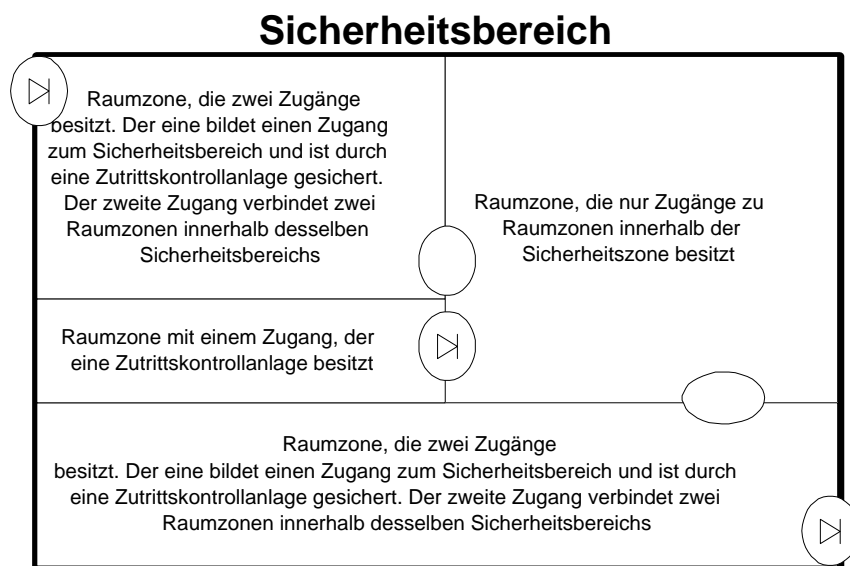 Sicherheitsbereich
Raumzone, die zwei Zugänge
besitzt. Der eine bildet einen Zugang
zum Sicherheitsbereich und ist durch
eine Zutrittskontrollanlage gesichert.
Der zweite Zugang verbindet zwei
Raumzonen innerhalb desselben
Sicherheitsbereichs
Raumzone, die nur Zugänge zu
Raumzonen innerhalb der
Sicherheitszone besitzt
Raumzone mit einem Zugang, der
eine Zutrittskontrollanlage besitzt
Raumzone, die zwei Zugänge
besitzt. Der eine bildet einen Zugang zum Sicherheitsbereich und ist durch
eine Zutrittskontrollanlage gesichert. Der zweite Zugang verbindet zwei
Raumzonen innerhalb desselben Sicherheitsbereichs